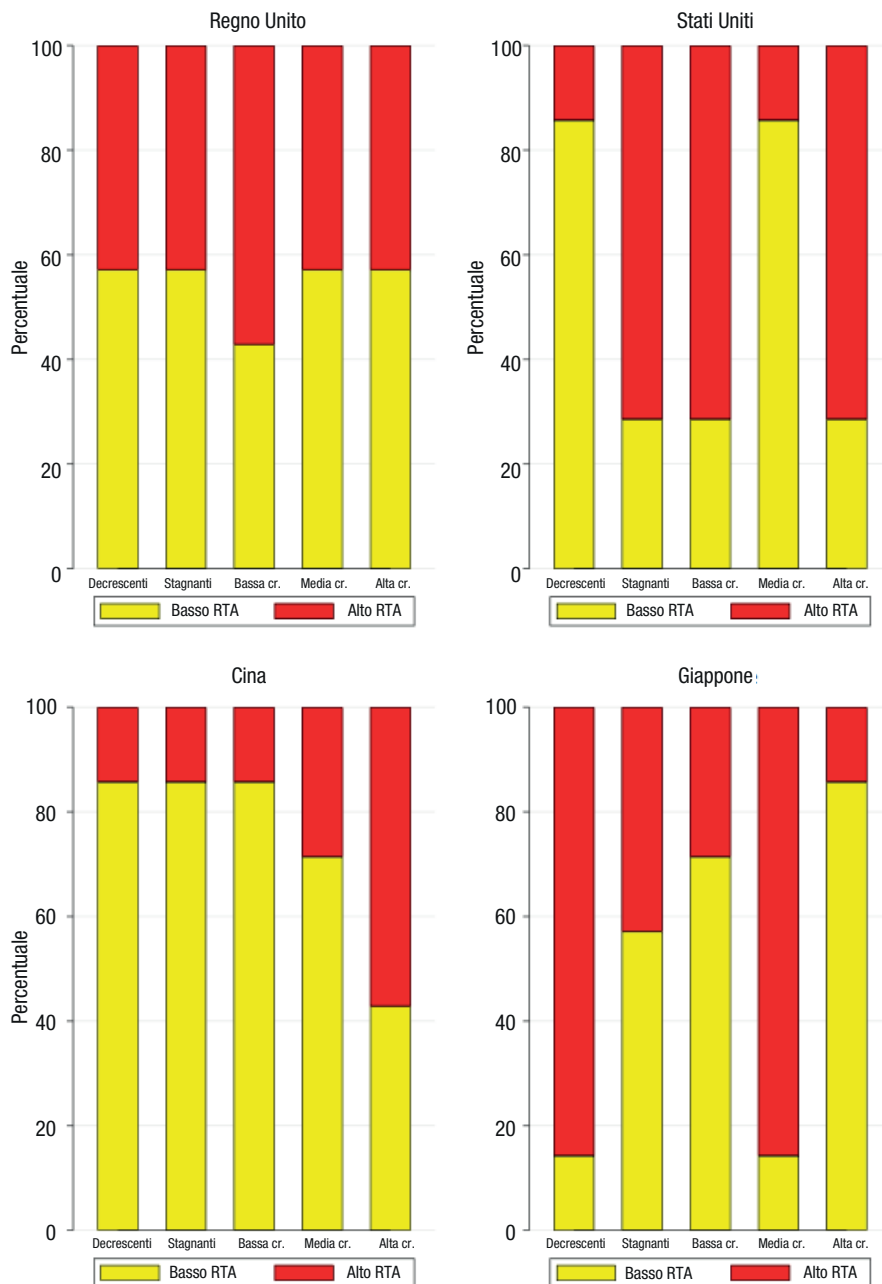 Regno Unito
100
80
60
40
20
0
Percentuale
Decrescenti Stagnanti Bassa cr. Media cr. Alta cr.
Basso RTA Alto RTA
Stati Uniti
100
80
60
40
20
0
Percentuale
Decrescenti Stagnanti Bassa cr. Media cr. Alta cr.
Basso RTA Alto RTA
Cina
100
80
60
40
20
0
Percentuale
Decrescenti Stagnanti Bassa cr. Media cr. Alta cr.
Basso RTA Alto RTA
Giappone
100
80
60
40
20
0
Decrescenti Stagnanti Bassa cr. Media cr. Alta cr.
Basso RTA Alto RTA